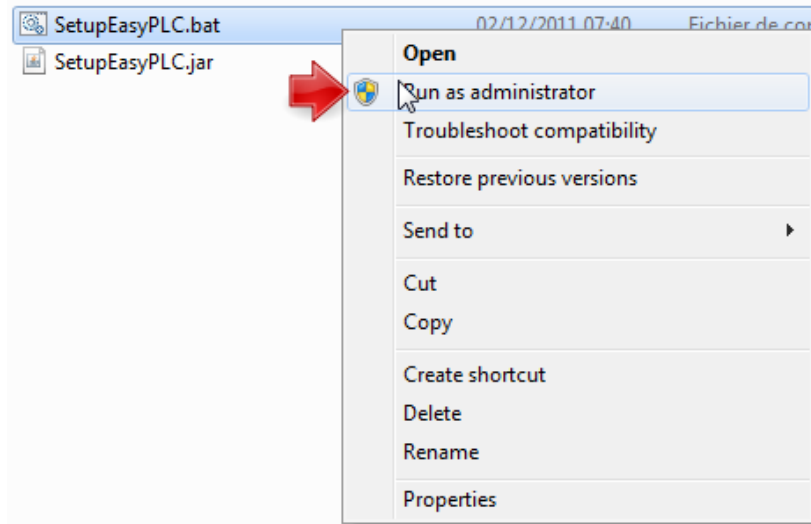 SetupEasyPLC.bat 02/12/2011 07:40 Fichier de
SetupEasyPLC.jar
Open
Run as administrator
Troubleshoot compatibility
Restore previous versions
Send to
Cut
Copy
Create shortcut
Delete
Rename
Properties